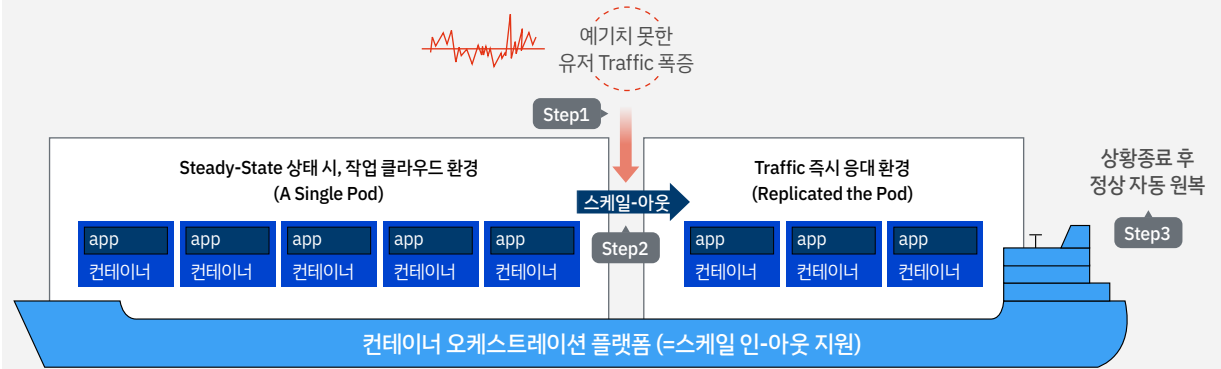 예기치 못한
유저 Traffic 폭증
Step1
Steady-State 상태 시, 작업 클라우드 환경
(A Single Pod)
Traffic 즉시 응대 환경
(Replicated the Pod)
상황종료 후
정상 자동 원복
스케일-아웃
Step2
Step3
app
컨테이너
app
컨테이너
app
컨테이너
app
컨테이너
app
컨테이너
app
컨테이너
app
컨테이너
app
컨테이너
컨테이너 오케스트레이션 플랫폼 (=스케일 인-아웃 지원)